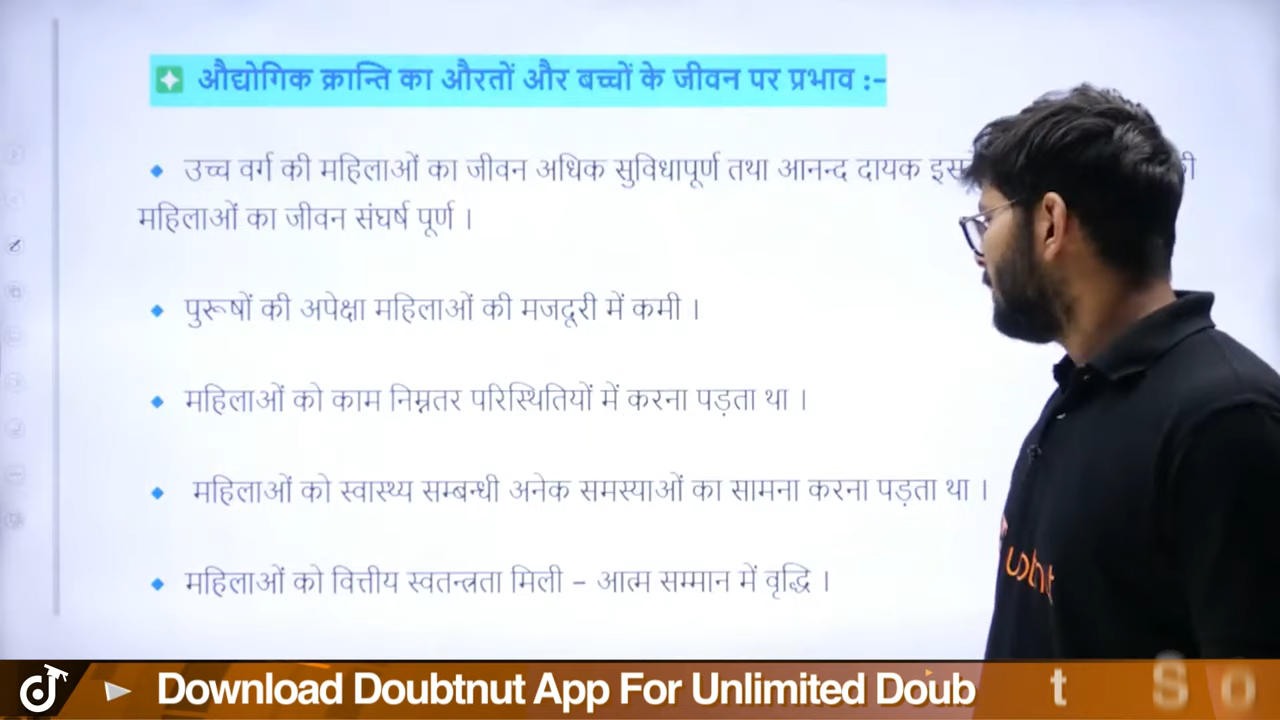 औद्योगिक क्रान्ति का औरतों और बच्चों के जीवन पर प्रभाव :-
उच्च वर्ग की महिलाओं का जीवन अधिक सुविधापूर्ण तथा आनन्द दायक
महिलाओं का जीवन संघर्ष पूर्ण ।
पुरूषों की अपेक्षा महिलाओं की मजदूरी में कमी ।
महिलाओं को काम निम्नतर परिस्थितियों में करना पड़ता था ।
महिलाओं को स्वास्थ्य सम्बन्धी अनेक समस्याओं का सामना करना पड़ता था ।
महिलाओं को वित्तीय स्वतन्त्रता मिली - आत्म सम्मान में वृद्धि ।
Download Doubtnut App For Unlimited Doub t S o